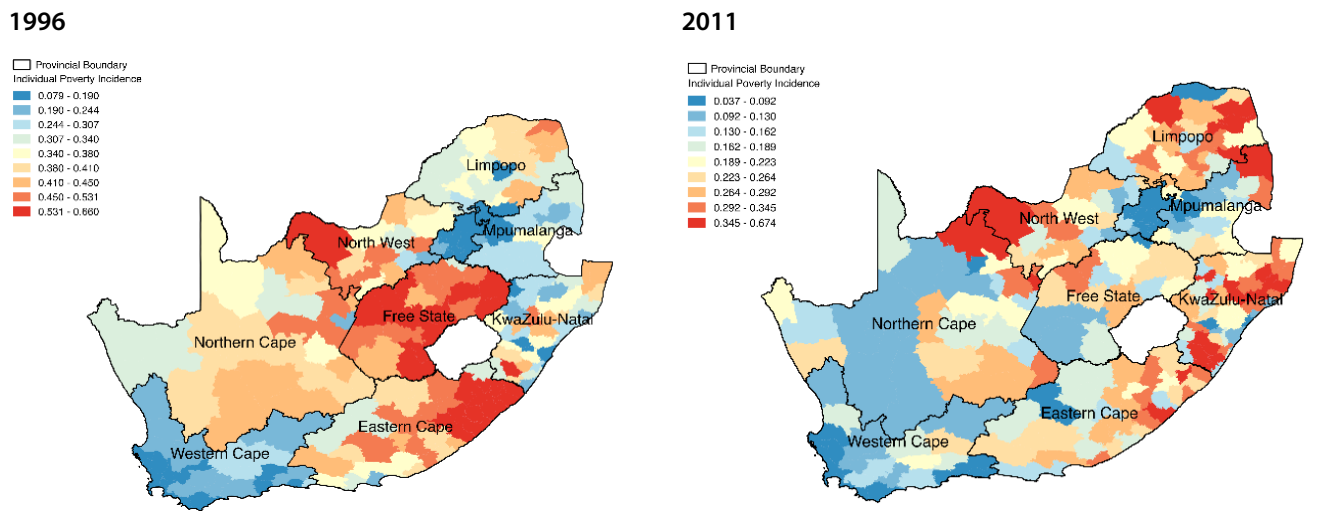 1996
Provincial Boundary
Individual Poverty Incidence
0.079 - 0.190
0.190 - 0.244
0.244 - 0.307
0.307 - 0.340
0.340 - 0.380
0.380 - 0.410
0.410 - 0.450
0.450 - 0.531
0.531 - 0.660
Limpopo
Mpumalanga
North West
Free State
KwaZulu-Natal
Northern Cape
Eastern Cape
Western Cape
2011
Provincial Boundary
Individual Poverty Incidence
0.037 - 0.092
0.092 - 0.130
0.130 - 0.162
0.162 - 0.189
0.189 - 0.223
0.223 - 0.264
0.264 - 0.292
0.292 - 0.345
0.345 - 0.674
Limpopo
Mpumalanga
North West
Free State
KwaZulu-Natal
Northern Cape
Eastern Cape
Western Cape